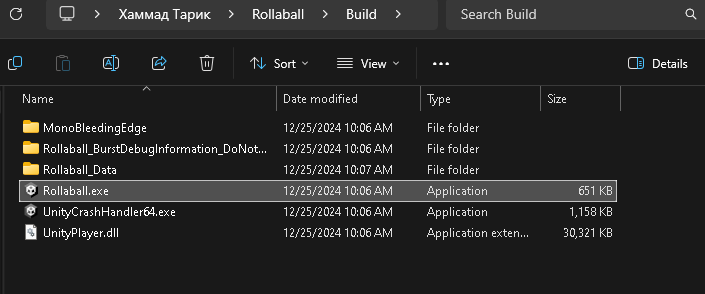 Хаммад Тарик > Rollaball > Build > Search Build
Sort View ... Details
Name Date modified Type Size
MonoBleedingEdge 12/25/2024 10:06 AM File folder
Rollaball_BurstDebugInformation_DoNot... 12/25/2024 10:06 AM File folder
Rollaball_Data 12/25/2024 10:07 AM File folder
Rollaball.exe 12/25/2024 10:06 AM Application 651 KB
UnityCrashHandler64.exe 12/25/2024 10:06 AM Application 1,158 KB
UnityPlayer.dll 12/25/2024 10:06 AM Application exten... 30,321 KB